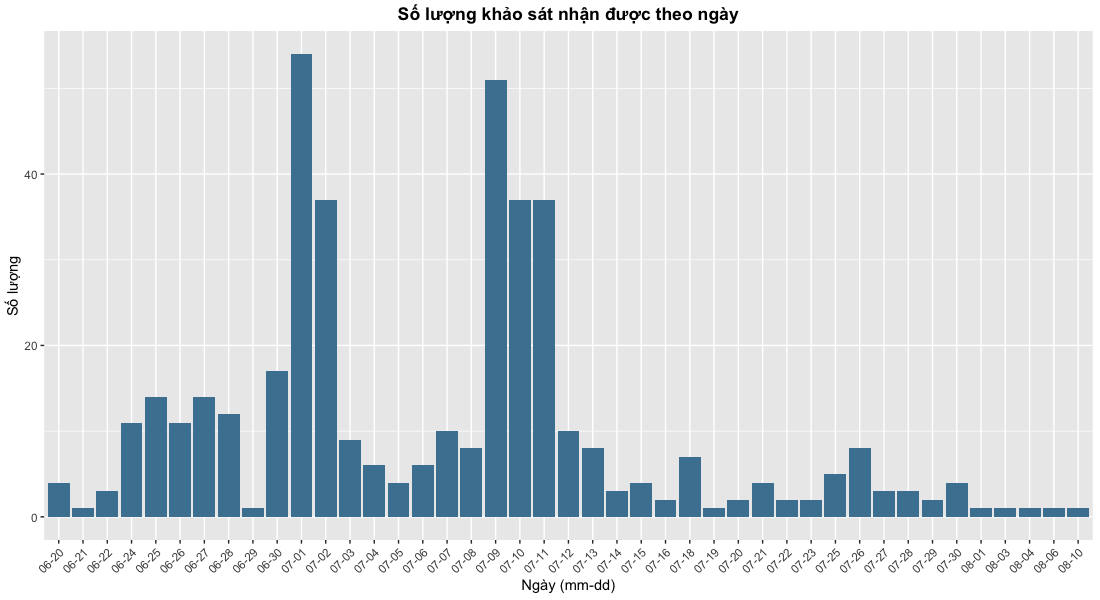 Số lượng khảo sát nhận được theo ngày
Số lượng
40
20
0
06-20 06-21 06-22 06-24 06-25 06-26 06-27 06-28 06-29 06-30 07-01 07-02 07-03 07-04 07-05 07-06 07-07 07-08 07-09 07-10 07-11 07-12 07-13 07-14 07-15 07-16 07-18 07-19 07-20 07-21 07-22 07-23 07-25 07-26 07-27 07-28 07-29 07-30 08-01 08-03 08-04 08-06 08-10
Ngày (mm-dd)